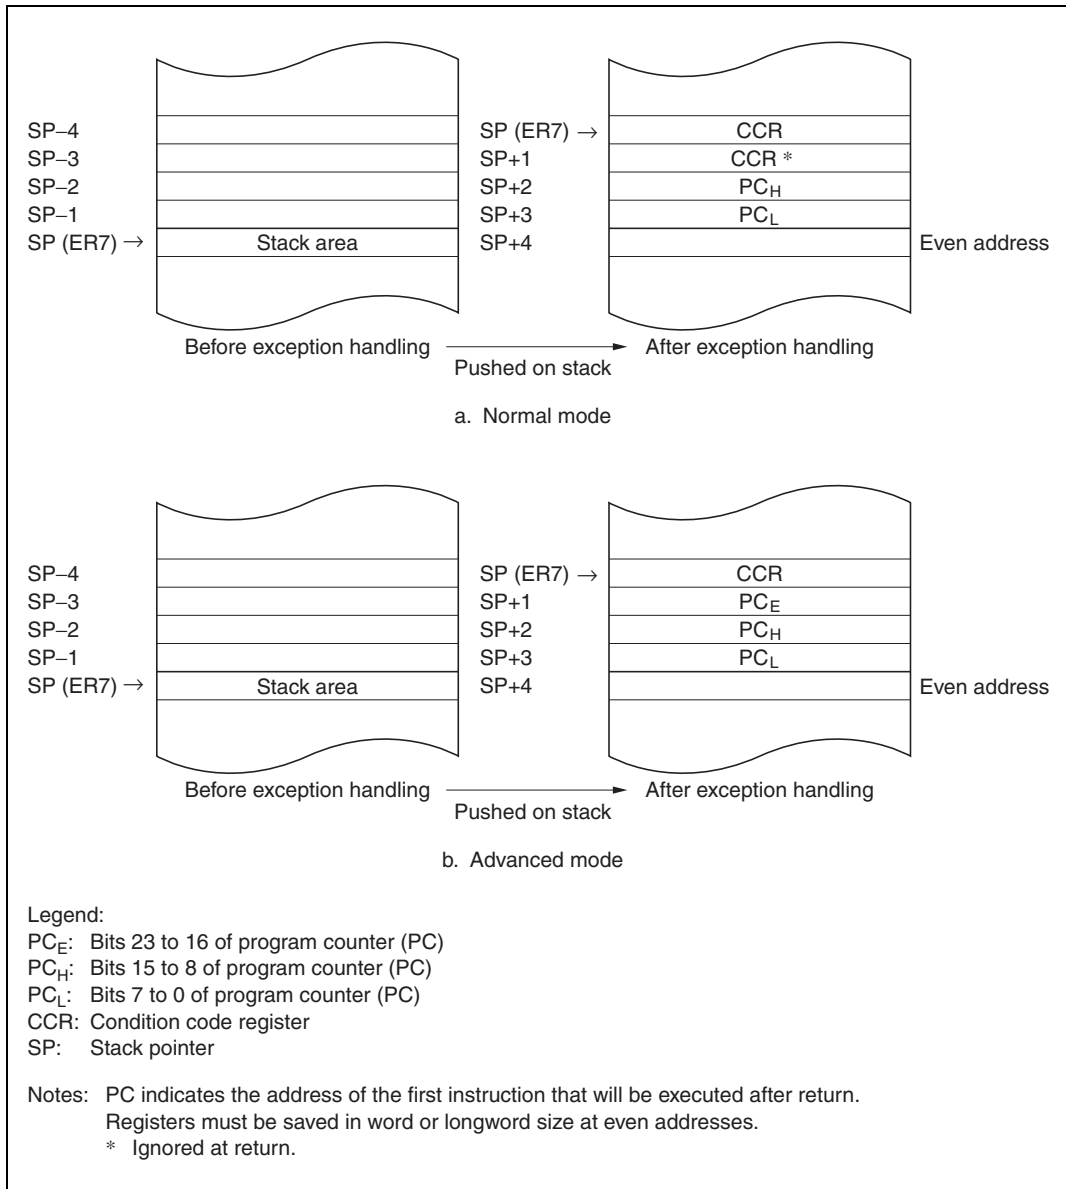 SP–4 SP (ER7) → CCR
SP–3 SP+1 CCR *
SP–2 SP+2 PCH
SP–1 SP+3 PCL
SP (ER7) → Stack area SP+4 Even address
Before exception handling After exception handling
Pushed on stack
a. Normal mode
SP–4 SP (ER7) → CCR
SP–3 SP+1 PCE
SP–2 SP+2 PCH
SP–1 SP+3 PCL
SP (ER7) → Stack area SP+4 Even address
Before exception handling After exception handling
Pushed on stack
b. Advanced mode
Legend:
PCE: Bits 23 to 16 of program counter (PC)
PCH: Bits 15 to 8 of program counter (PC)
PCL: Bits 7 to 0 of program counter (PC)
CCR: Condition code register
SP: Stack pointer
Notes: PC indicates the address of the first instruction that will be executed after return.
Registers must be saved in word or longword size at even addresses.
* Ignored at return.